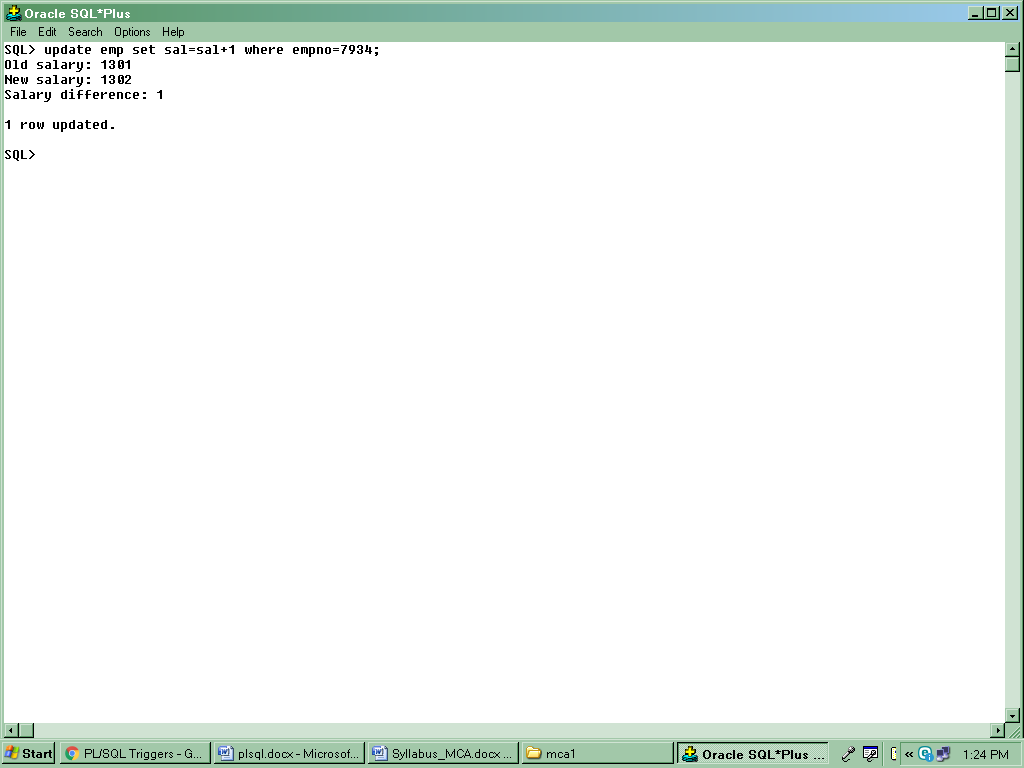 Oracle SQL*Plus
File Edit Search Options Help
SQL> update emp set sal=sal+1 where empno=7934;
Old salary: 1301
New salary: 1302
Salary difference: 1
1 row updated.
SQL>
Start PL/SQL Triggers - G... plsql.docx - Microsof... Syllabus_MCA.docx ... mca1 Oracle SQL*Plus ... « 1:24 PM